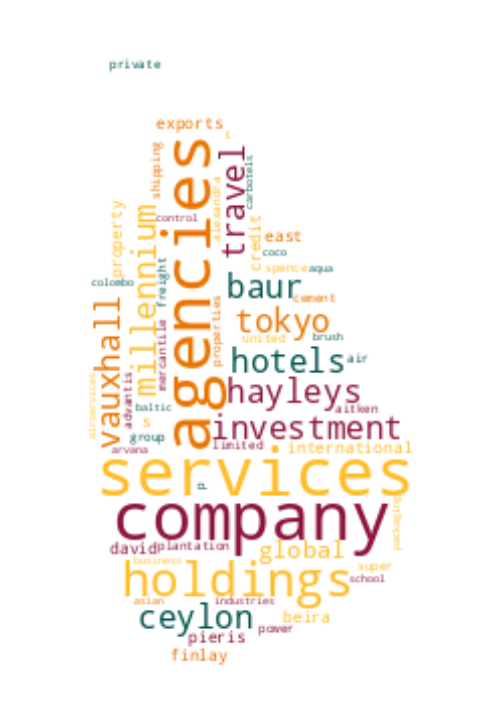 private
exports
t
agencies
travel
shipping
carbotels
alexandra
control
property
millennium
credit
east
coco
spence
aqua
colombo
freight
baur
cement
vauxhall
properties
tokyo
mercantile
united
brush
hotels
air
advantis
airservices
hayleys
baltic
aitken
s
investment
group
limited
international
arvana
services
p
company
packaging
david
plantation
global
business
super
holdings
school
asian
industries
ceylon
beira
power
pieris
finlay